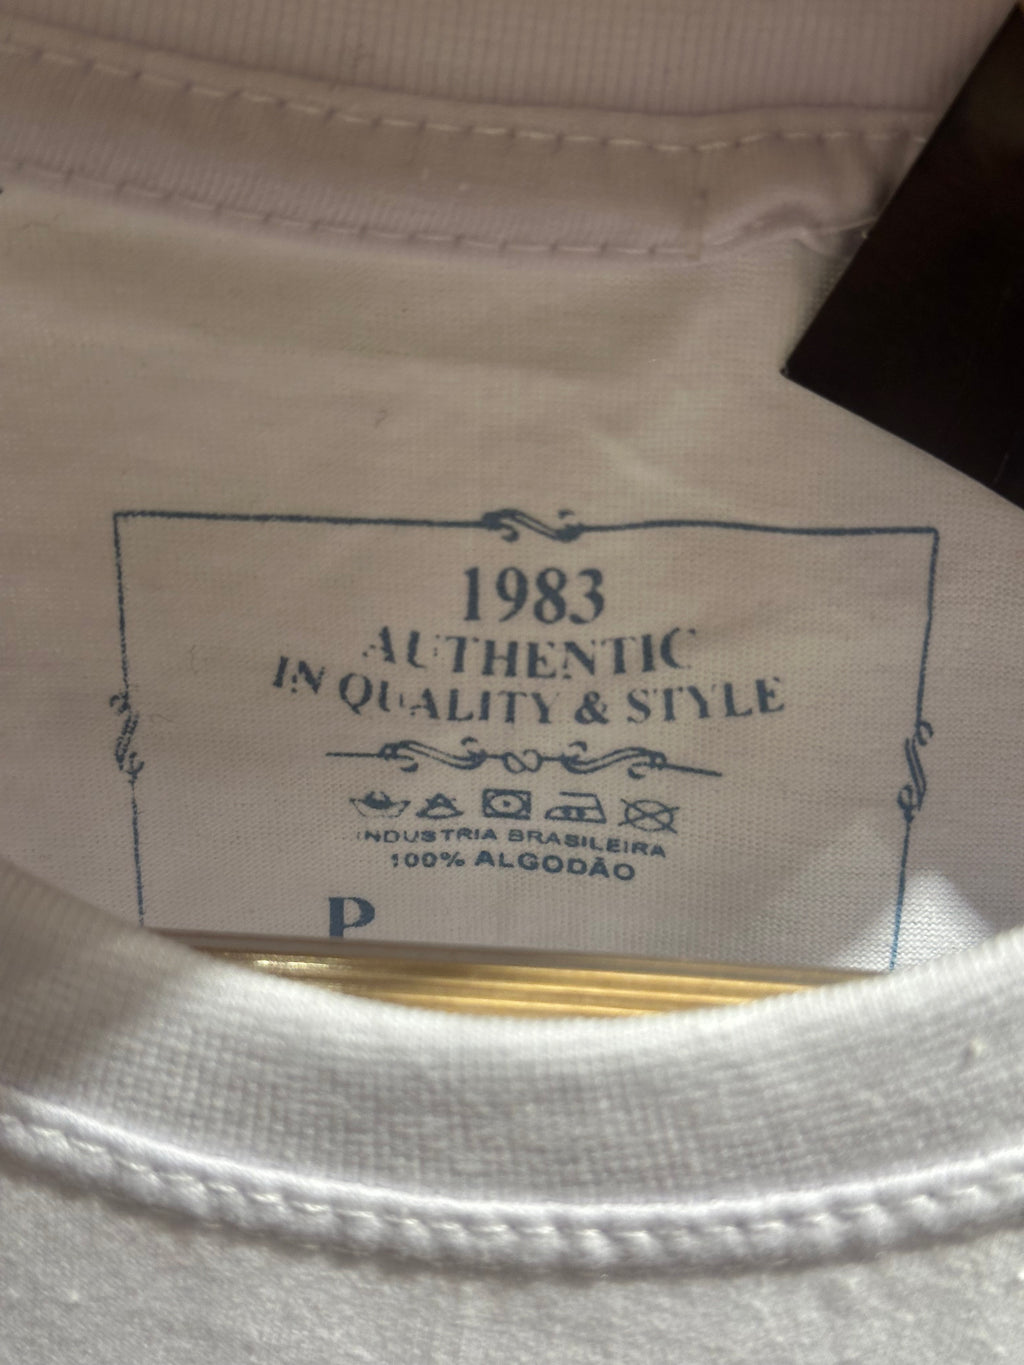 1983
AUTHENTIC
IN QUALITY & STYLE
INDUSTRIA BRASILEIRA
100% ALGODÃO
P